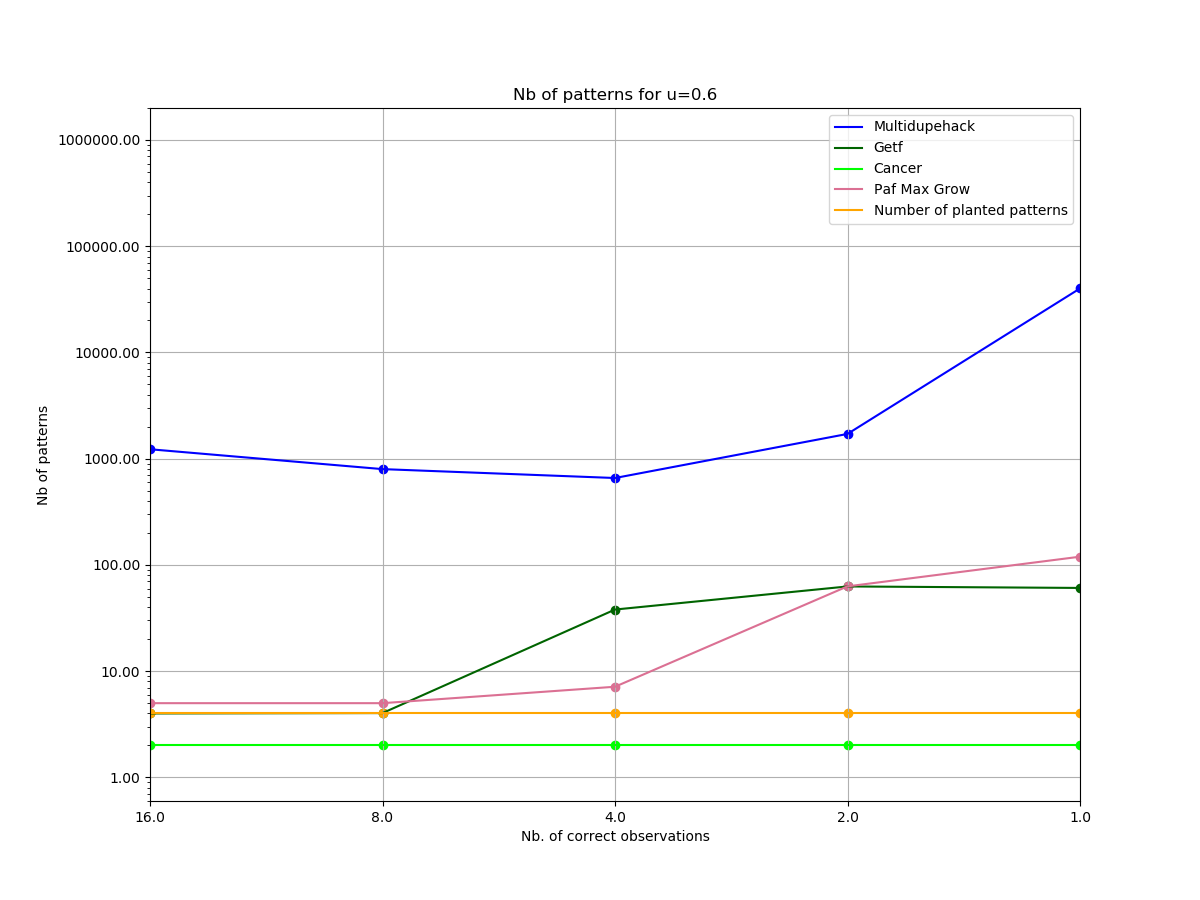 Nb of patterns for u=0.6
Multidupehack
Getf
Cancer
Paf Max Grow
Number of planted patterns
Nb of patterns
1000000.00
100000.00
10000.00
1000.00
100.00
10.00
1.00
16.0 8.0 4.0 2.0 1.0
Nb. of correct observations